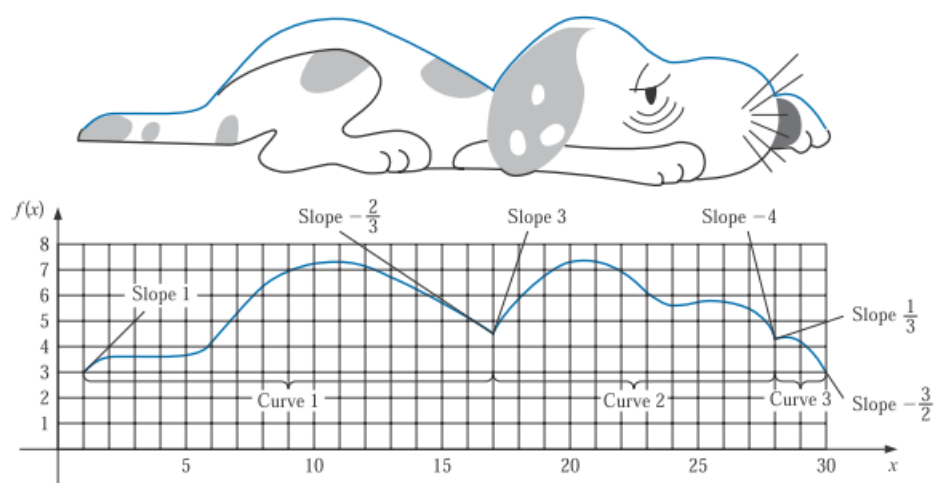 f(x)
Slope −2/3
Slope 3
Slope −4
8
7
6
Slope 1
5
Slope 1/3
4
3
2
Curve 1
Curve 2
Curve 3
Slope −3/2
1
5
10
15
20
25
30
x